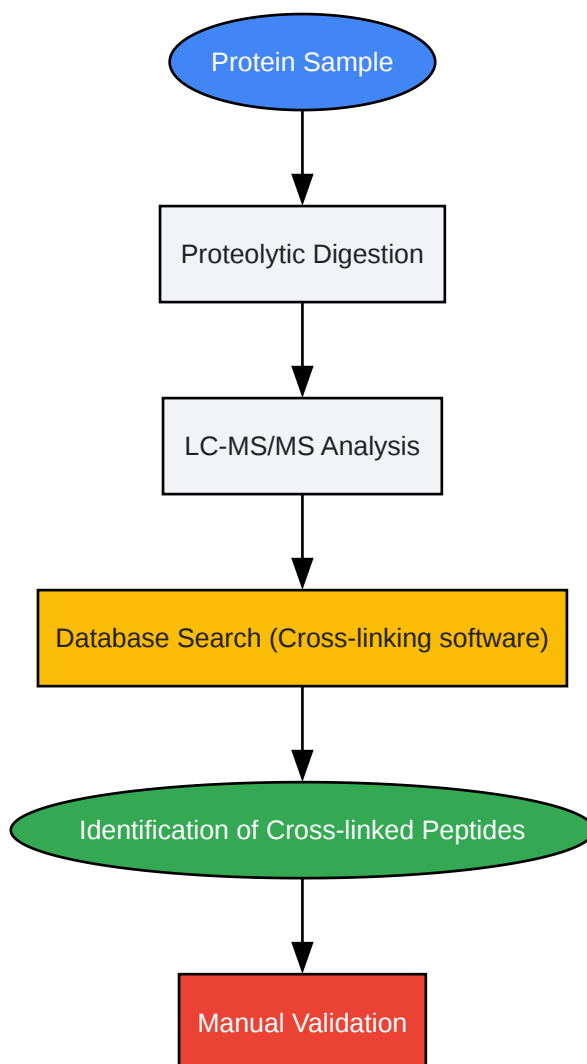 Protein Sample
Proteolytic Digestion
LC-MS/MS Analysis
Database Search (Cross-linking software)
Identification of Cross-linked Peptides
Manual Validation